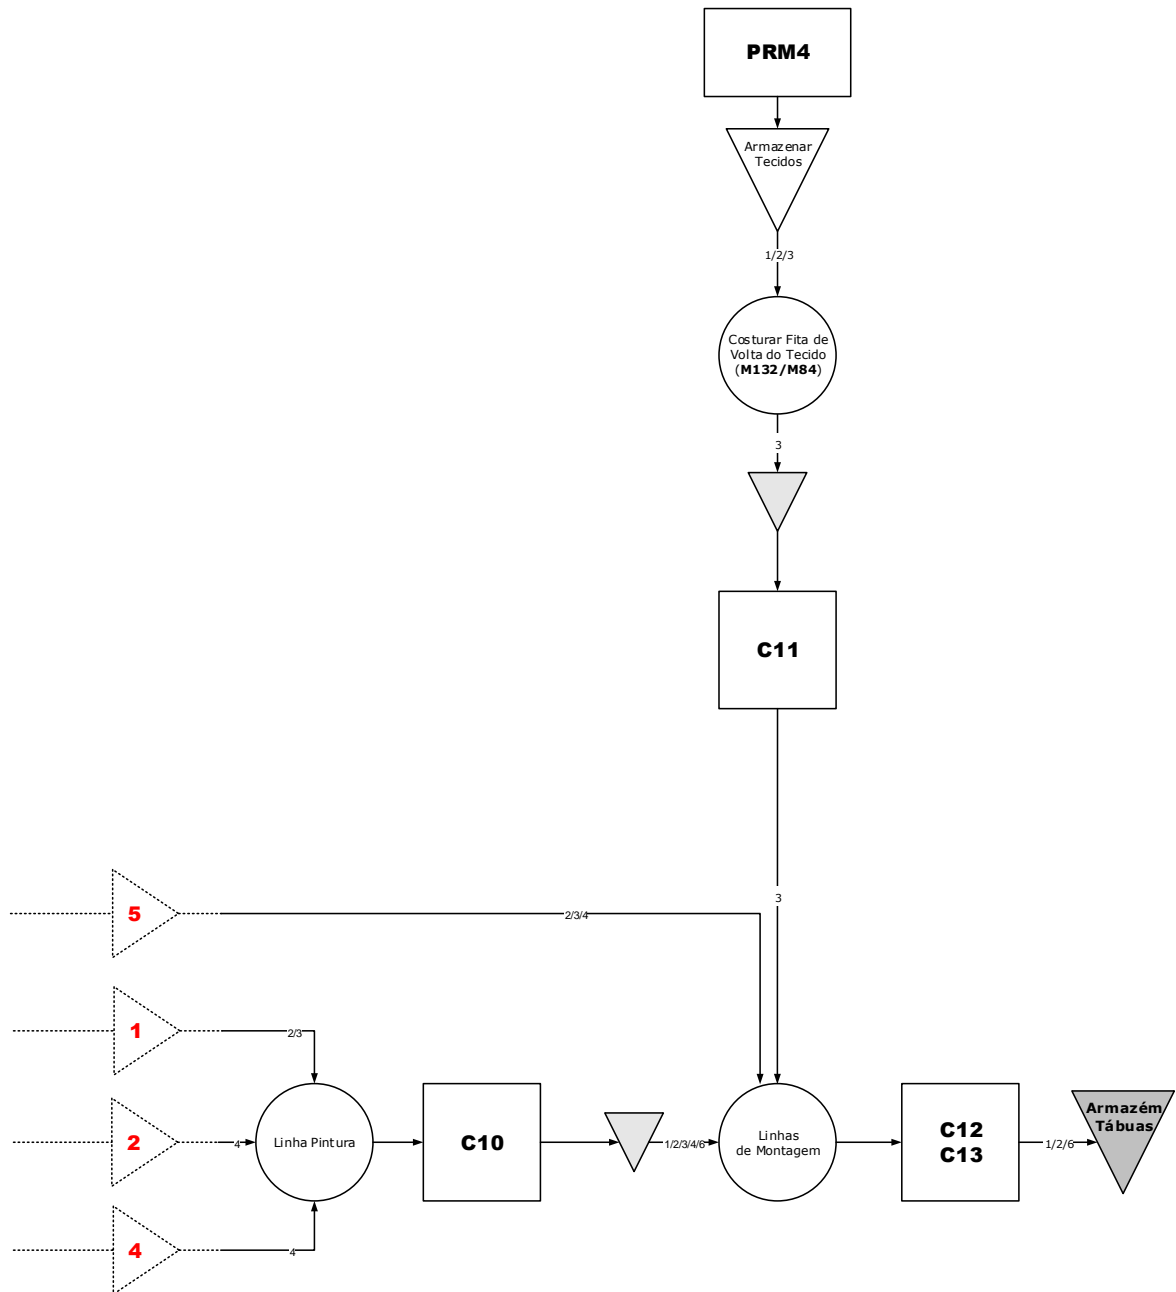 PRM4
Armazenar
Tecidos
1/2/3
Costurar Fita de
Volta do Tecido
(M132/M84)
3
C11
3
5
2/3/4
1
2/3
2
4
Linha Pintura
C10
1/2/3/4/6
Linhas
de Montagem
C12
C13
1/2/6
Armazém
Tábuas
4
4